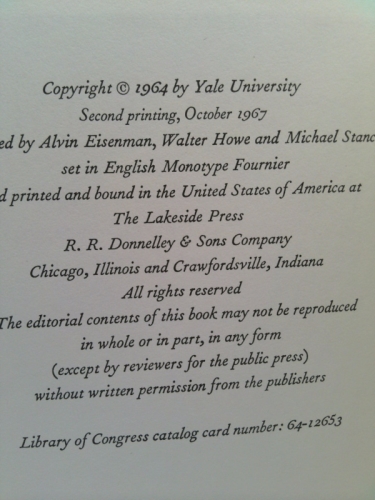 Copyright © 1964 by Yale University
Second printing, October 1967
ed by Alvin Eisenman, Walter Howe and Michael Stanc
set in English Monotype Fournier
d printed and bound in the United States of America at
The Lakeside Press
R. R. Donnelley & Sons Company
Chicago, Illinois and Crawfordsville, Indiana
All rights reserved
The editorial contents of this book may not be reproduced
in whole or in part, in any form
(except by reviewers for the public press)
without written permission from the publishers
Library of Congress catalog card number: 64-12653